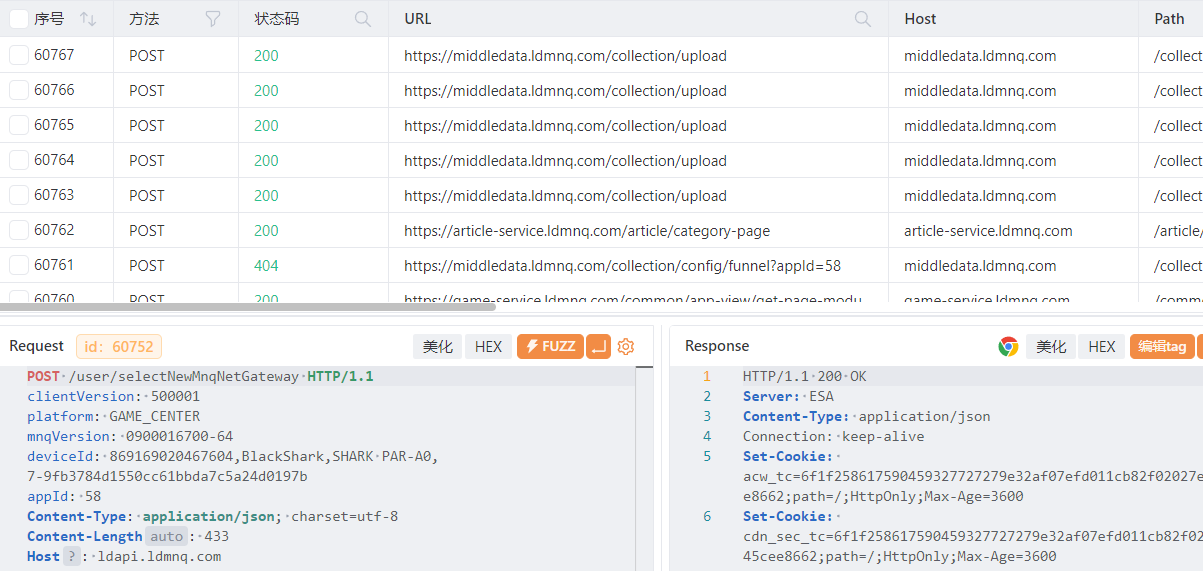 序号 方法 状态码 URL Host Path
60767 POST 200 https://middledata.ldmnq.com/collection/upload middledata.ldmnq.com /collect
60766 POST 200 https://middledata.ldmnq.com/collection/upload middledata.ldmnq.com /collect
60765 POST 200 https://middledata.ldmnq.com/collection/upload middledata.ldmnq.com /collect
60764 POST 200 https://middledata.ldmnq.com/collection/upload middledata.ldmnq.com /collect
60763 POST 200 https://middledata.ldmnq.com/collection/upload middledata.ldmnq.com /collect
60762 POST 200 https://article-service.ldmnq.com/article/category-page article-service.ldmnq.com /article/
60761 POST 404 https://middledata.ldmnq.com/collection/config/funnel?appId=58 middledata.ldmnq.com /collect
60760 POST 200 https://game-service.ldmnq.com/common/app-view/get-page-modu game-service.ldmnq.com /comm
Request id: 60752 美化 HEX FUZZ
POST /user/selectNewMnqNetGateway HTTP/1.1
clientVersion: 500001
platform: GAME_CENTER
mnqVersion: 0900016700-64
deviceId: 869169020467604,BlackShark,SHARK PAR-A0,
7-9fb3784d1550cc61bbda7c5a24d0197b
appId: 58
Content-Type: application/json; charset=utf-8
Content-Length auto : 433
Host ? : ldapi.ldmnq.com
Response 美化 HEX 编辑tag
1 HTTP/1.1 200 OK
2 Server: ESA
3 Content-Type: application/json
4 Connection: keep-alive
5 Set-Cookie:
acw_tc=6f1f258617590459327727279e32af07efd011cb82f02027e
e8662;path=/;HttpOnly;Max-Age=3600
6 Set-Cookie:
cdn_sec_tc=6f1f258617590459327727279e32af07efd011cb82f02
45cee8662;path=/;HttpOnly;Max-Age=3600